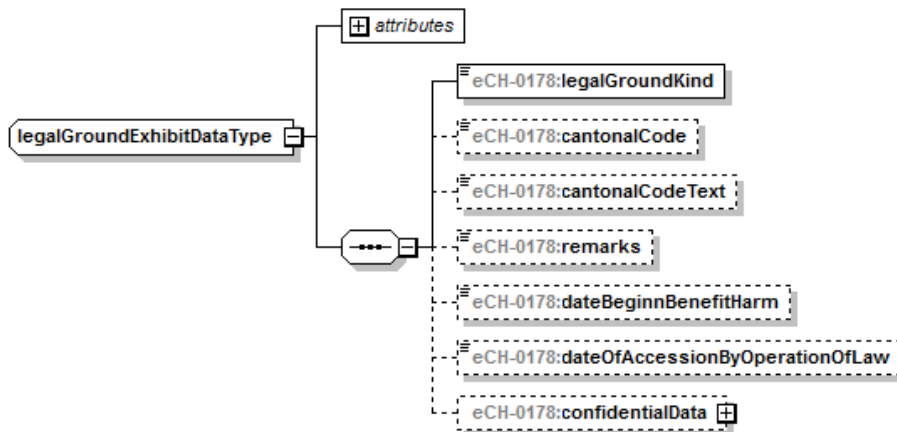 attributes
eCH-0178:legalGroundKind
eCH-0178:cantonalCode
legalGroundExhibitDataType
eCH-0178:cantonalCodeText
eCH-0178:remarks
eCH-0178:dateBeginnBenefitHarm
eCH-0178:dateOfAccessionByOperationOfLaw
eCH-0178:confidentialData